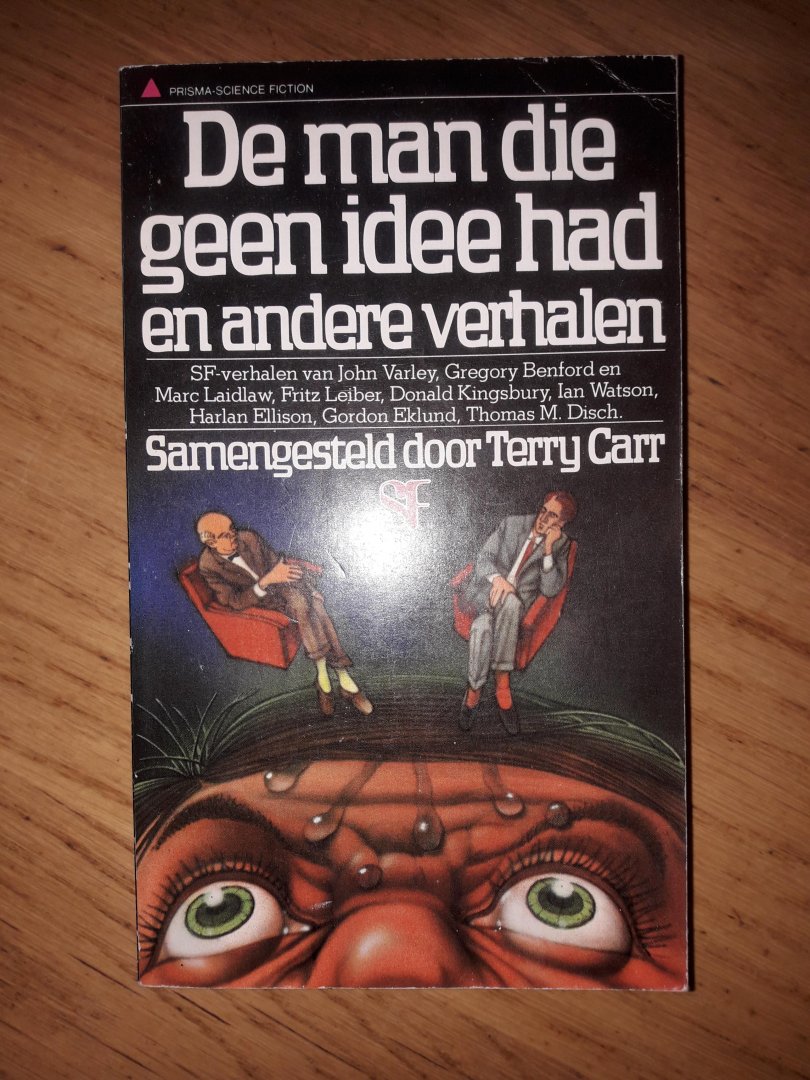 PRISMA-SCIENCE FICTION
De man die
geen idee had
en andere verhalen
SF-verhalen van John Varley, Gregory Benford en
Marc Laidlaw, Fritz Leiber, Donald Kingsbury, Ian Watson,
Harlan Ellison, Gordon Eklund, Thomas M. Disch.
Samengesteld door Terry Carr
SF